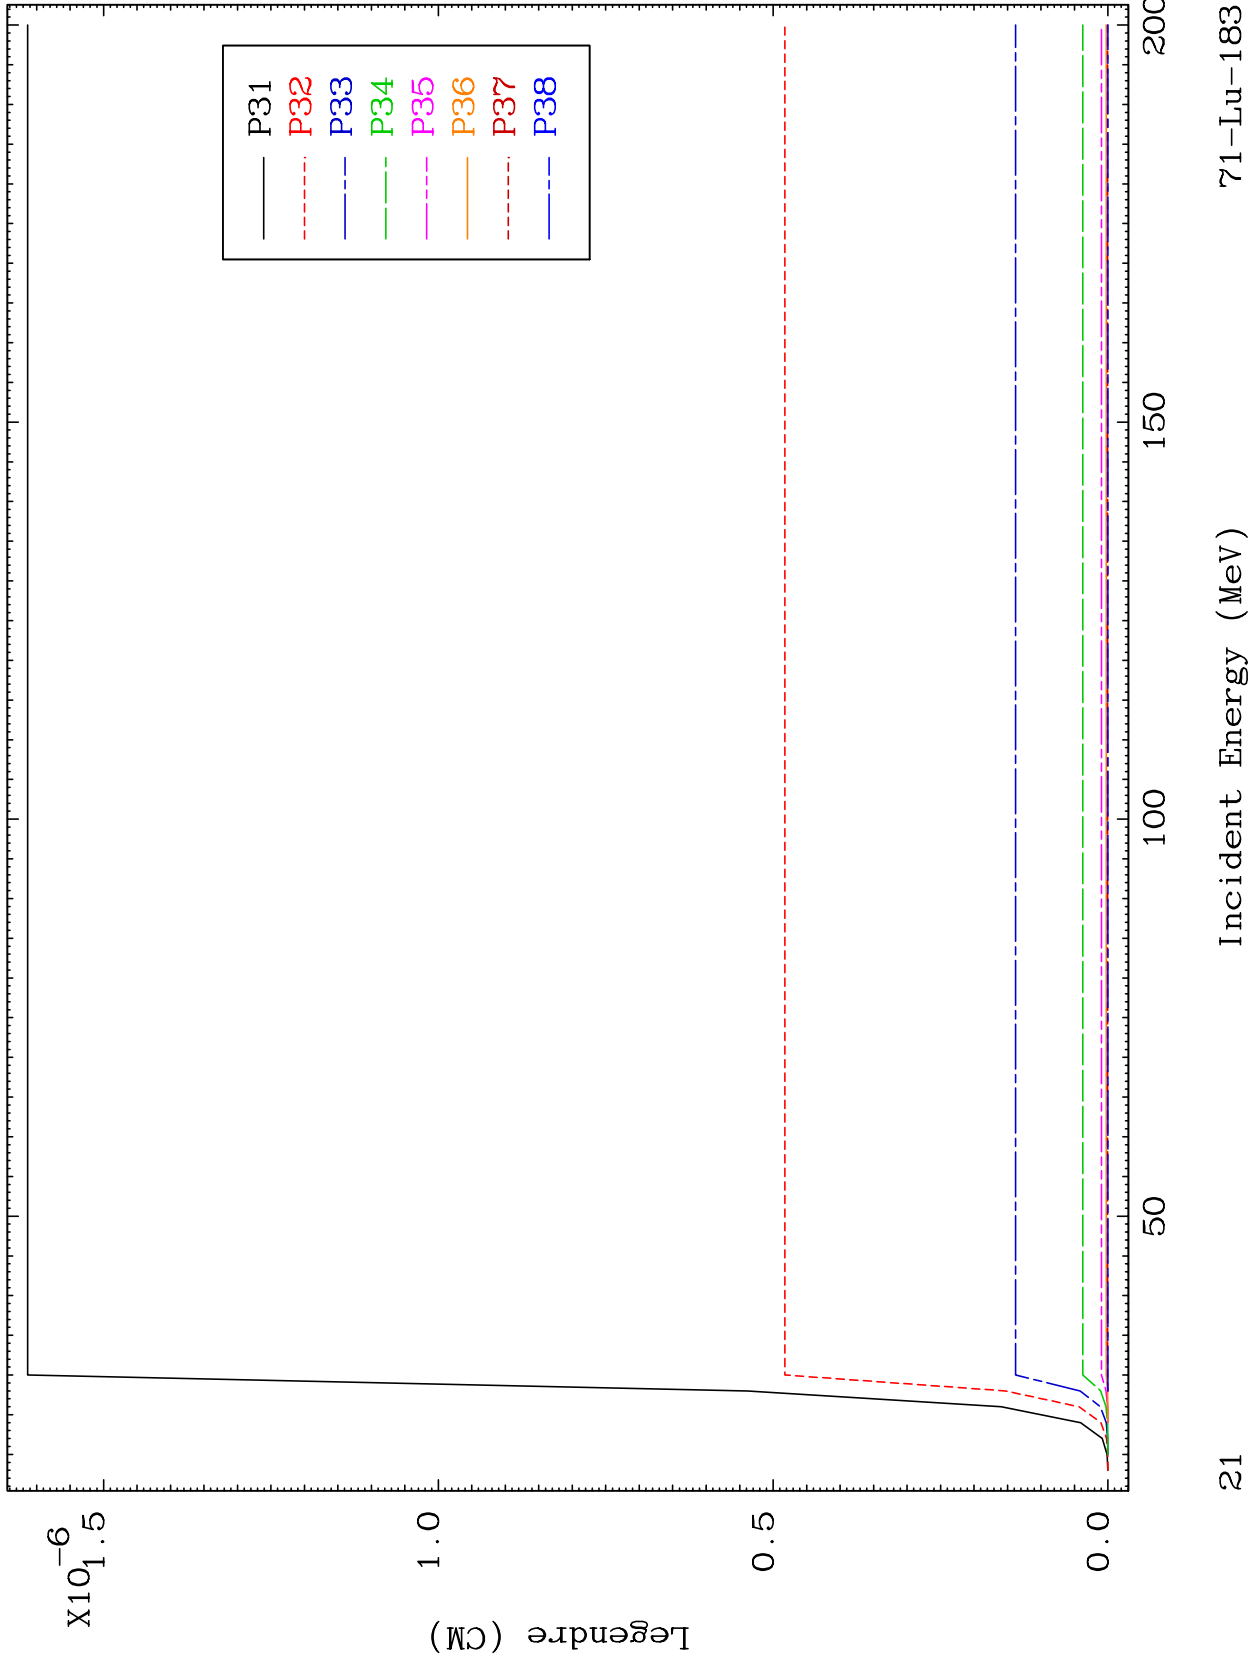 X10-6
1.5
1.0
0.5
0.0
Legendre (CM)
P31
P32
P33
P34
P35
P36
P37
P38
50
100
150
200
21
Incident Energy (MeV)
71-Lu-183